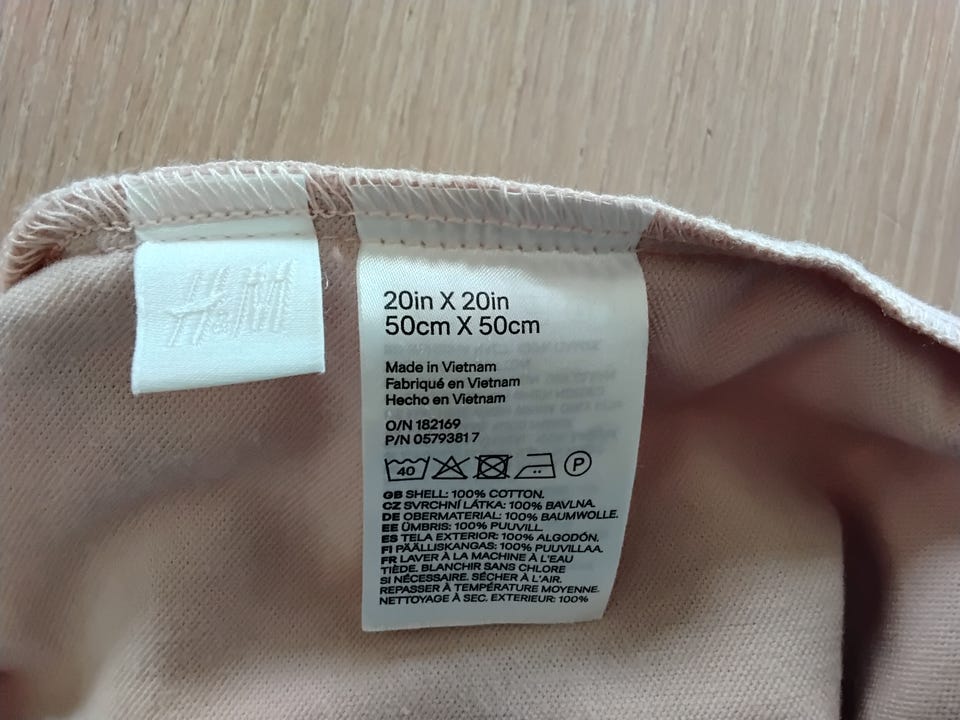 H&M
20in X 20in
50cm X 50cm
Made in Vietnam
Fabriqué en Vietnam
Hecho en Vietnam
O/N 182169
P/N 05793817
40
P
GB SHELL: 100% COTTON.
CZ SVRCHNÍ LÁTKA: 100% BAVLNA.
DE OBERMATERIAL: 100% BAUMWOLLE.
EE ÜMBRIS: 100% PUUVILL.
ES TELA EXTERIOR: 100% ALGODÓN.
FI PÄÄLLISKANGAS: 100% PUUVILLAA.
FR LAVER À LA MACHINE À L'EAU
TIÈDE. BLANCHIR SANS CHLORE
SI NÉCESSAIRE. SÉCHER À L'AIR.
REPASSER À TEMPÉRATURE MOYENNE.
NETTOYAGE À SEC. EXTERIEUR: 100%